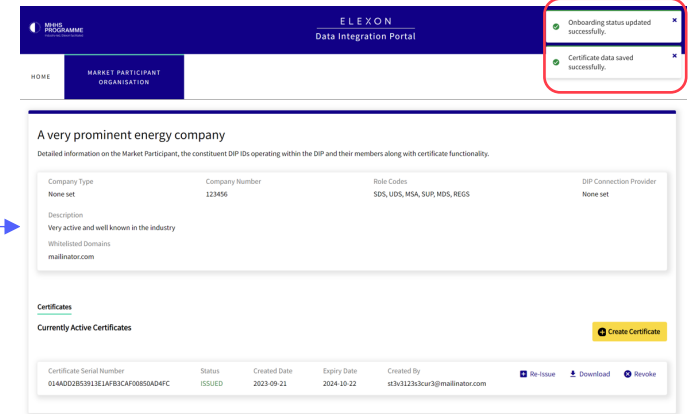 MHHS
PROGRAMME
ELEXON
Data Integration Portal
Onboarding status updated
successfully.
Certificate data saved
successfully.
HOME
MARKET PARTICIPANT
ORGANISATION
A very prominent energy company
Detailed information on the Market Participant, the constituent DIP IDs operating within the DIP and their members along with certificate functionality.
Company Type Company Number Role Codes DIP Connection Provider
None set 123456 SDS, UDS, MSA, SUP, MDS, REGS None set
Description
Very active and well known in the industry
Whitelisted Domains
mailinator.com
Certificates
Currently Active Certificates
Create Certificate
Certificate Serial Number Status Created Date Expiry Date Created By
Re-Issue Download Revoke
014ADD2B53913E1AFB3CAF00850AD4FC ISSUED 2023-09-21 2024-10-22 st3v3123s3cur3@mailinator.com